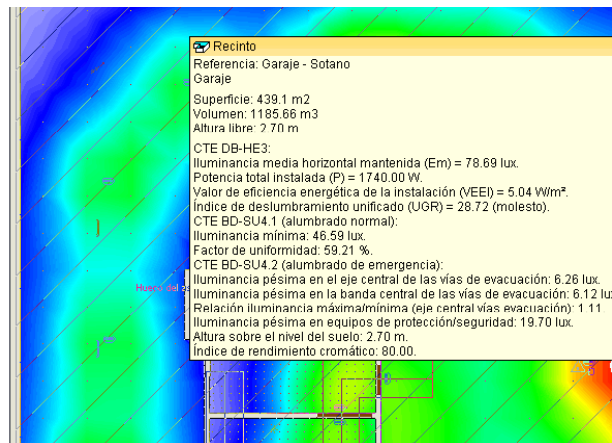 Recinto
Referencia: Garaje - Sotano
Garaje
Superficie: 439.1 m2
Volumen: 1185.66 m3
Altura libre: 2.70 m
CTE DB-HE3:
Iluminancia media horizontal mantenida (Em) = 78.69 lux.
Potencia total instalada (P) = 1740.00 W.
Valor de eficiencia energética de la instalación (VEEI) = 5.04 W/m².
Índice de deslumbramiento unificado (UGR) = 28.72 (molesto).
CTE BD-SU4.1 (alumbrado normal):
Iluminancia mínima: 46.59 lux.
Factor de uniformidad: 59.21 %.
CTE BD-SU4.2 (alumbrado de emergencia):
Iluminancia pésima en el eje central de las vías de evacuación: 6.26 lux.
Iluminancia pésima en la banda central de las vías de evacuación: 6.12 lux
Relación iluminancia máxima/mínima (eje central vías evacuación): 1.11
Iluminancia pésima en equipos de protección/seguridad: 19.70 lux.
Altura sobre el nivel del suelo: 2.70 m.
Índice de rendimiento cromático: 80.00.
Hueco del